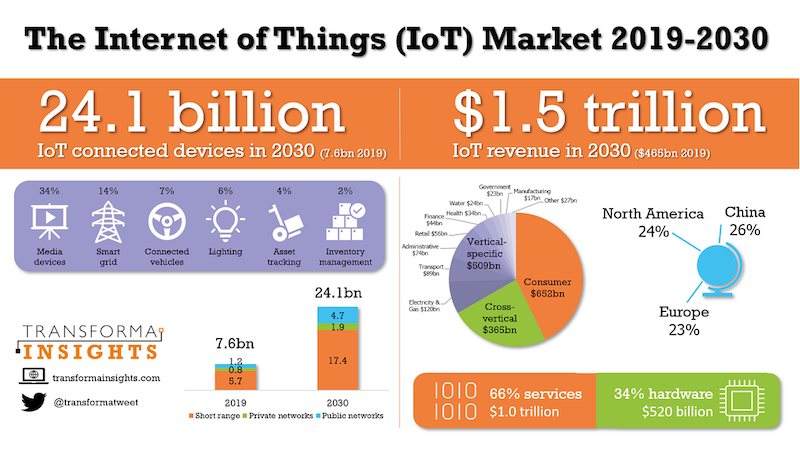 The Internet of Things (IoT) Market 2019-2030
24.1 billion
IoT connected devices in 2030 (7.6bn 2019)
$1.5 trillion
IoT revenue in 2030 ($465bn 2019)
34%
14%
7%
6%
4%
2%
Media
devices
Smart
grid
Connected
vehicles
Lighting
Asset
tracking
Inventory
management
TRANSFORMA
INSIGHTS
transformainsights.com
@transformatweet
7.6bn
1.2
0.8
5.7
2019
24.1bn
4.7
1.9
17.4
2030
Short range
Private networks
Public networks
Government
$23bn
Manufacturing
$17bn
Other $27bn
Water $24bn
Health $34bn
Finance
$44bn
Retail $56bn
Administrative
$74bn
Transport
$89bn
Electricity &
Gas $120bn
Vertical-
specific
$509bn
Consumer
$652bn
Cross-
vertical
$365bn
North America
24%
China
26%
Europe
23%
1010
1010
66% services
$1.0 trillion
34% hardware
$520 billion